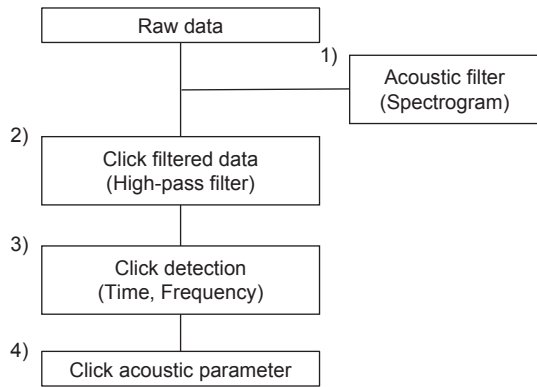 Raw data
1)
Acoustic filter
(Spectrogram)
2)
Click filtered data
(High-pass filter)
3)
Click detection
(Time, Frequency)
4)
Click acoustic parameter